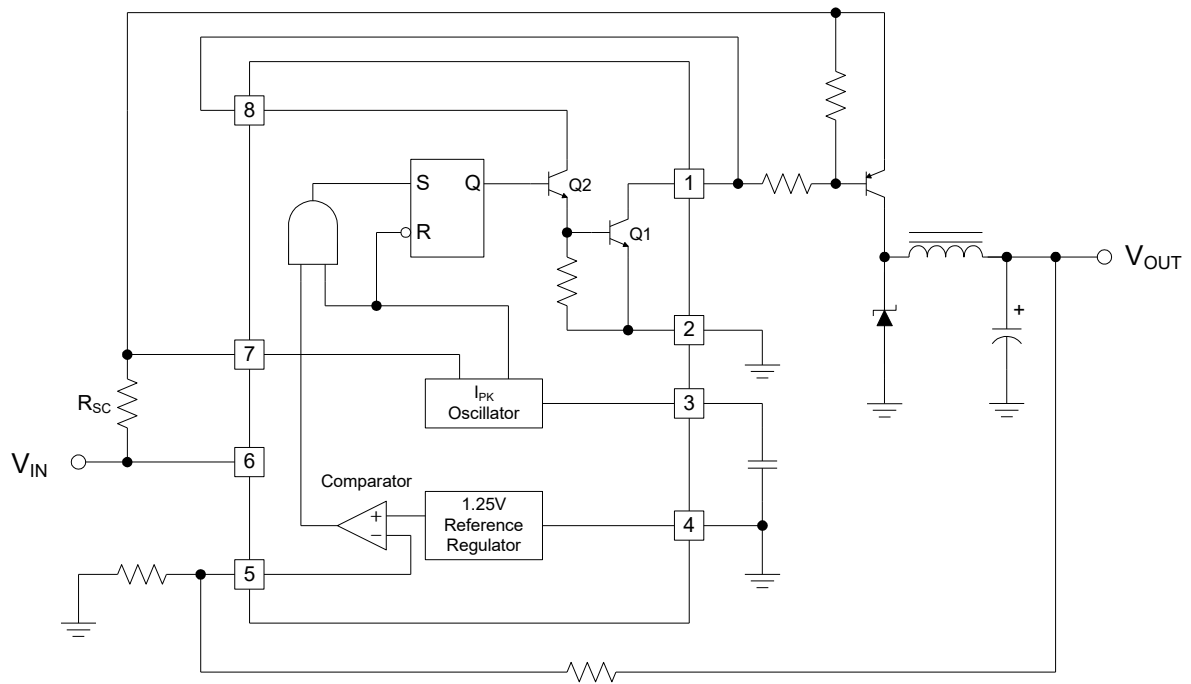 8
S
Q
Q2
1
R
Q1
V_OUT
+
2
7
R_SC
I_PK
Oscillator
3
V_IN
6
Comparator
1.25V
Reference
Regulator
+
−
4
5